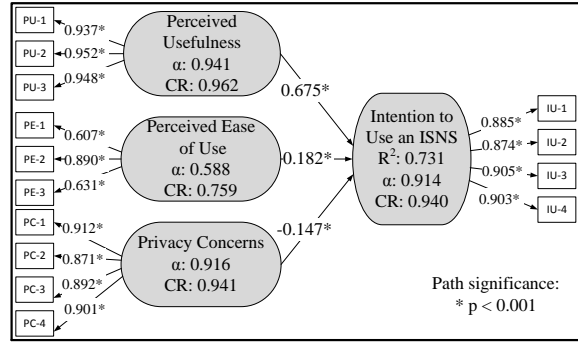 PU-1
PU-2
PU-3
0.937*
0.952*
0.948*
Perceived
Usefulness
α: 0.941
CR: 0.962
0.675*
PE-1
PE-2
PE-3
0.607*
0.890*
0.631*
Perceived Ease
of Use
α: 0.588
CR: 0.759
0.182*
PC-1
PC-2
PC-3
PC-4
0.912*
0.871*
0.892*
0.901*
Privacy Concerns
α: 0.916
CR: 0.941
-0.147*
Intention to
Use an ISNS
R²: 0.731
α: 0.914
CR: 0.940
0.885*
0.874*
0.905*
0.903*
IU-1
IU-2
IU-3
IU-4
Path significance:
* p < 0.001